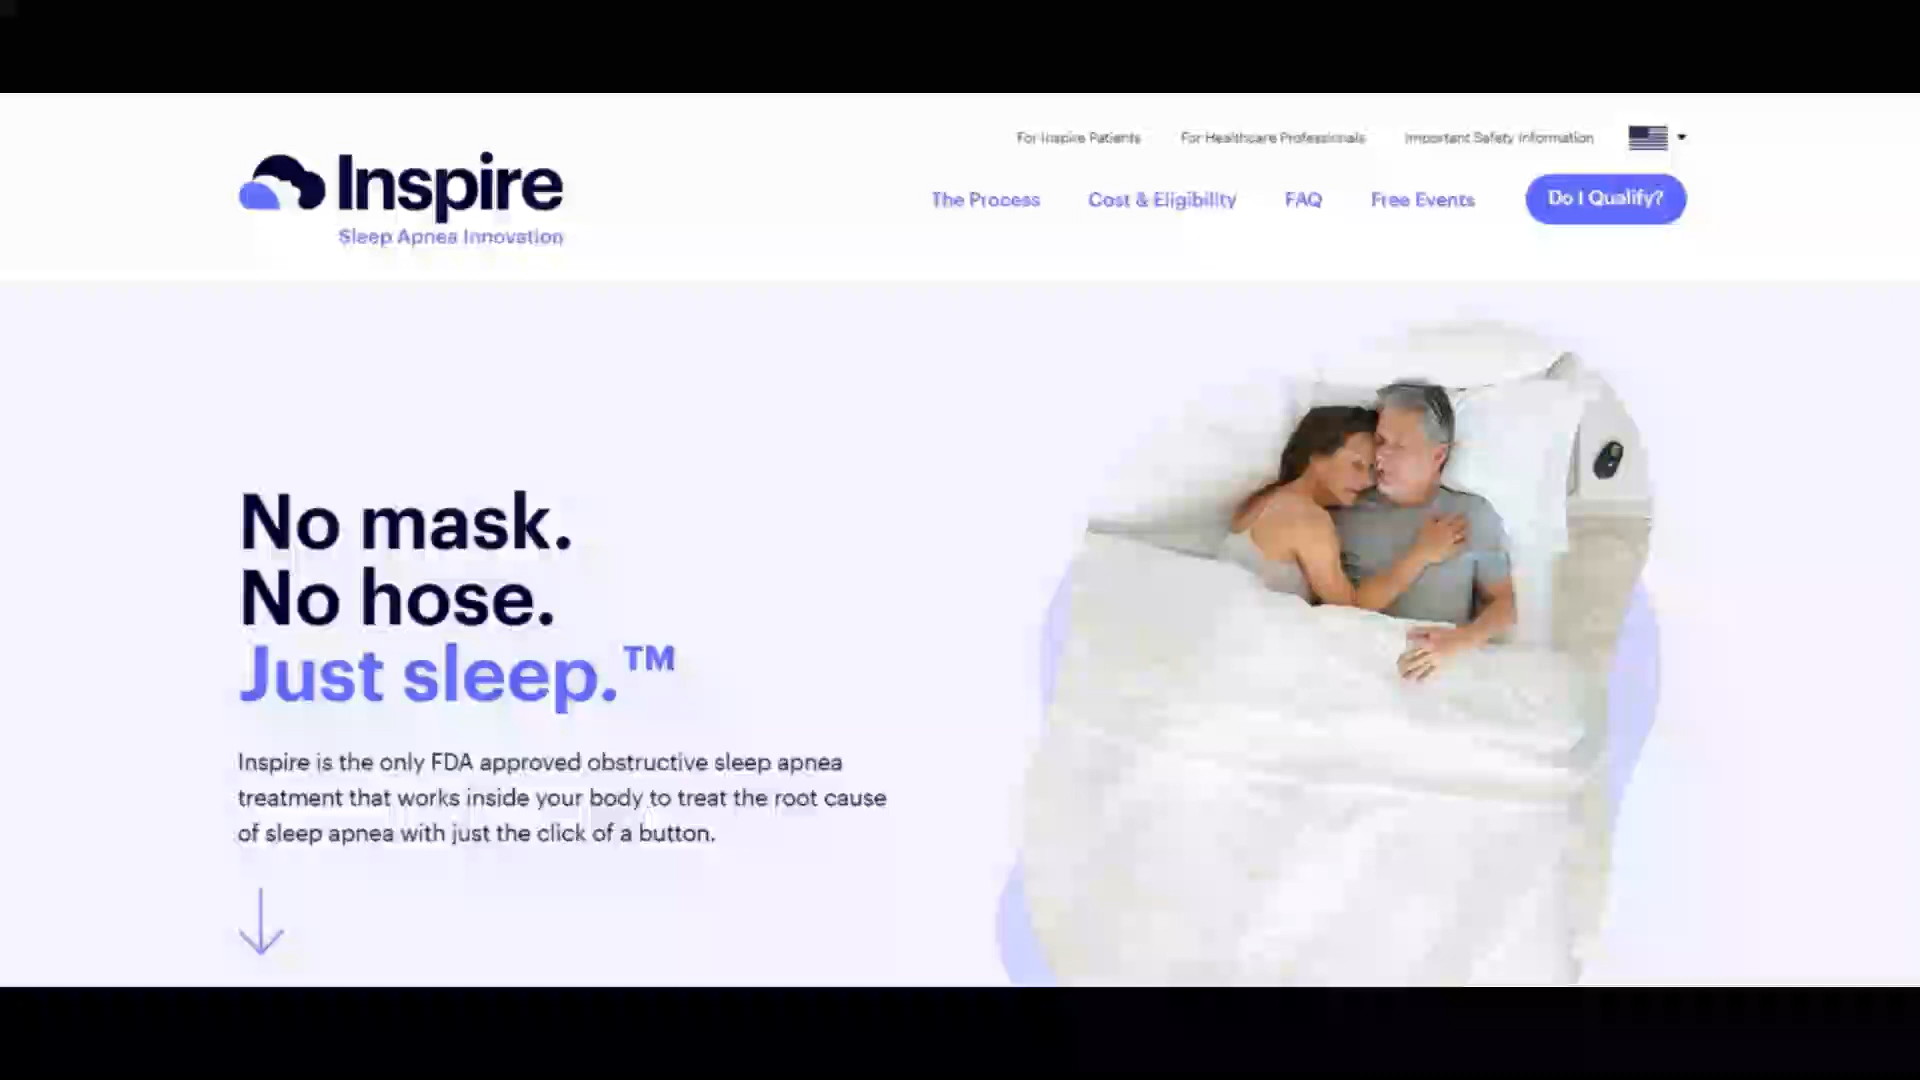 For Inspire Patients
For Healthcare Professionals
Important Safety Information
Inspire
Sleep Apnea Innovation
The Process
Cost & Eligibility
FAQ
Free Events
Do I Qualify?
No mask.
No hose.
Just sleep.™
Inspire is the only FDA approved obstructive sleep apnea
treatment that works inside your body to treat the root cause
of sleep apnea with just the click of a button.